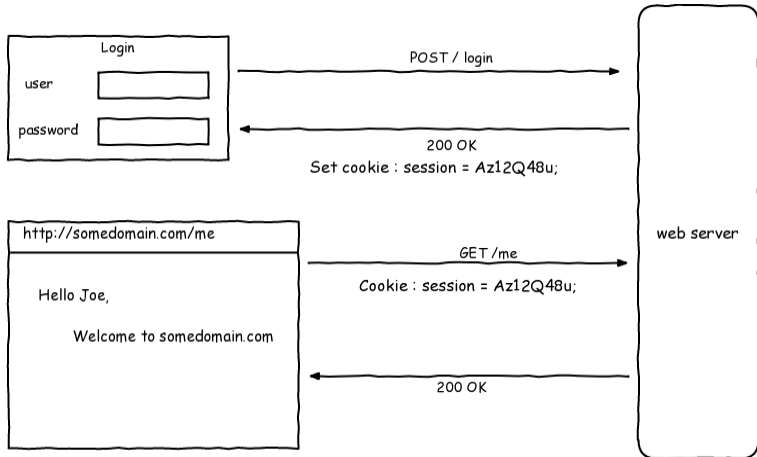 Login
user
password
POST / login
200 OK
Set cookie : session = Az12Q48u;
http://somedomain.com/me
Hello Joe,
Welcome to somedomain.com
GET /me
Cookie : session = Az12Q48u;
200 OK
web server